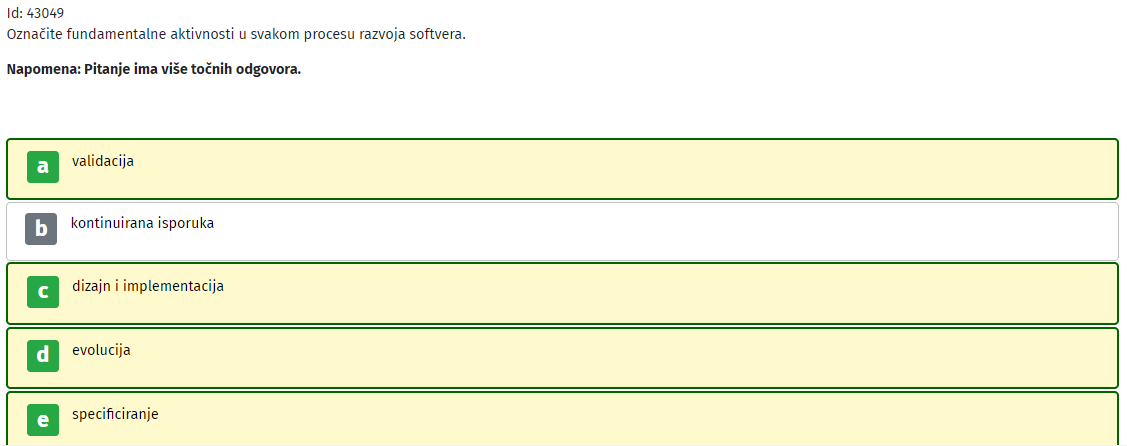 Id: 43049
Označite fundamentalne aktivnosti u svakom procesu razvoja softvera.
Napomena: Pitanje ima više točnih odgovora.
a validacija
b kontinuirana isporuka
c dizajn i implementacija
d evolucija
e specificiranje